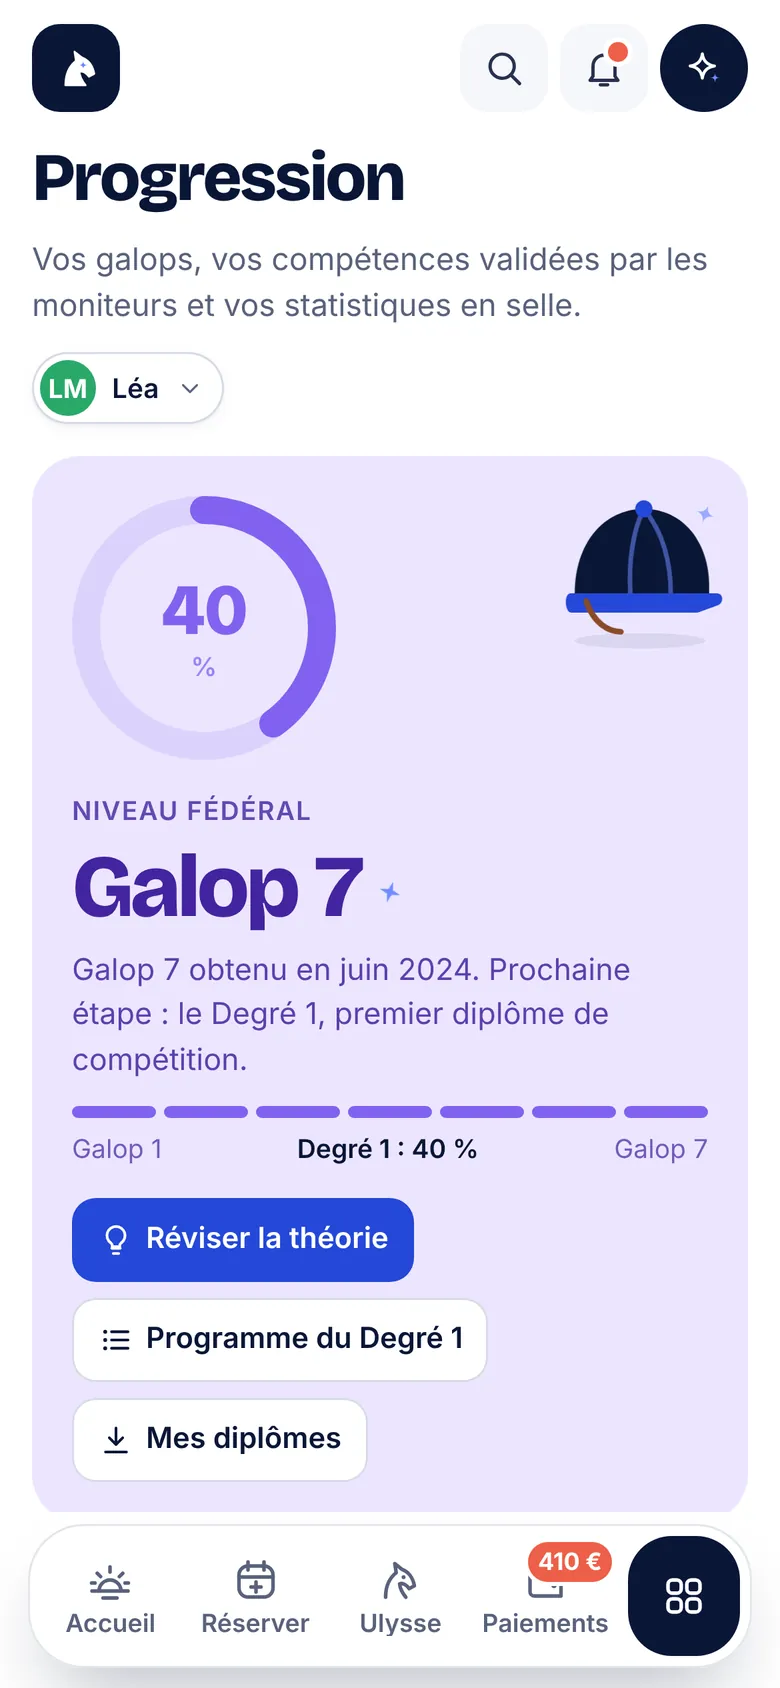 Progression
Vos galops, vos compétences validées par les
moniteurs et vos statistiques en selle.
LM Léa
40
%
NIVEAU FÉDÉRAL
Galop 7
Galop 7 obtenu en juin 2024. Prochaine
étape : le Degré 1, premier diplôme de
compétition.
Galop 1 Degré 1 : 40 % Galop 7
Réviser la théorie
Programme du Degré 1
Mes diplômes
410 €
Accueil Réserver Ulysse Paiements